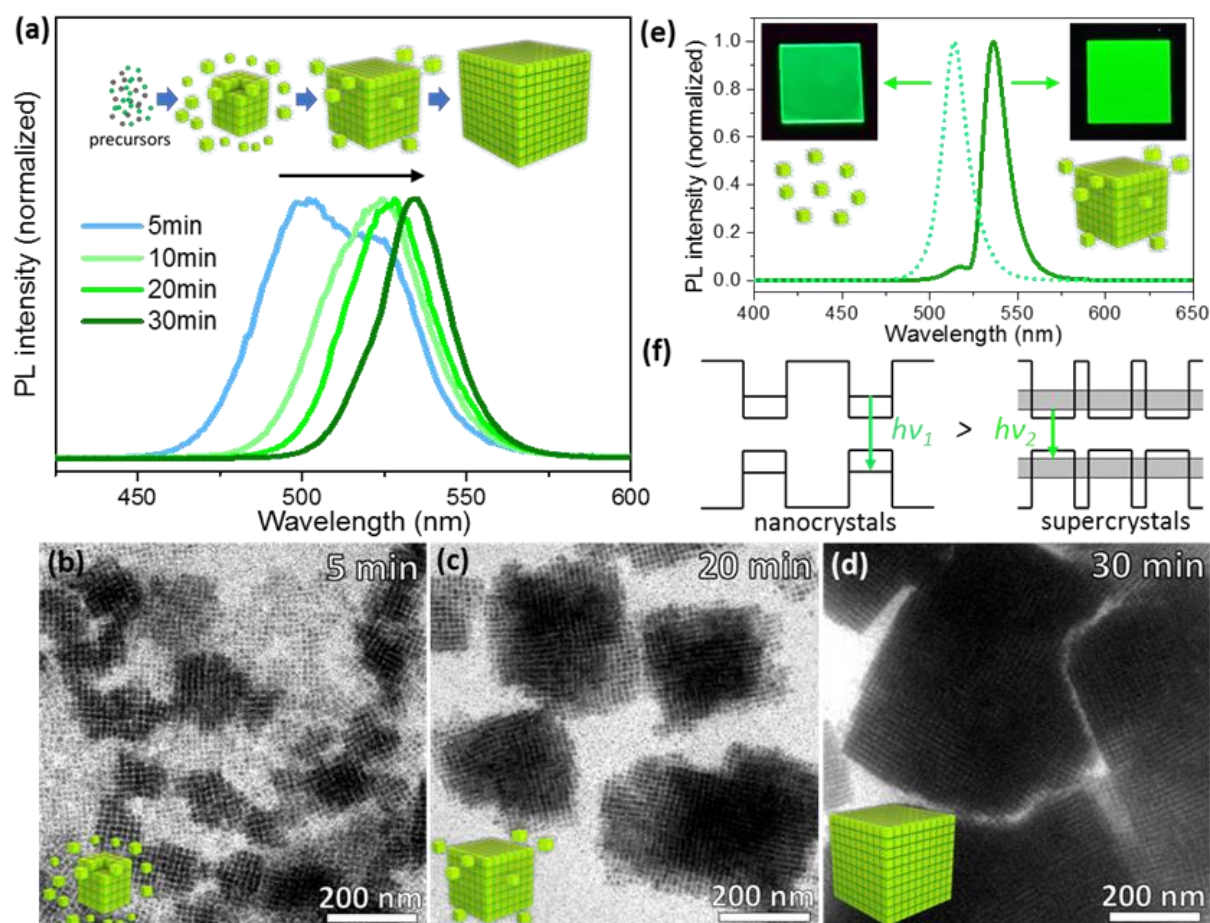 (a)
PL intensity (normalized)
precursors
5min
10min
20min
30min
450
500
550
600
Wavelength (nm)
(e)
PL intensity (normalized)
1.0
0.8
0.6
0.4
0.2
0.0
400
450
500
550
600
650
Wavelength (nm)
(f)
hν1 > hν2
nanocrystals
supercrystals
(b)
5 min
200 nm
(c)
20 min
200 nm
(d)
30 min
200 nm